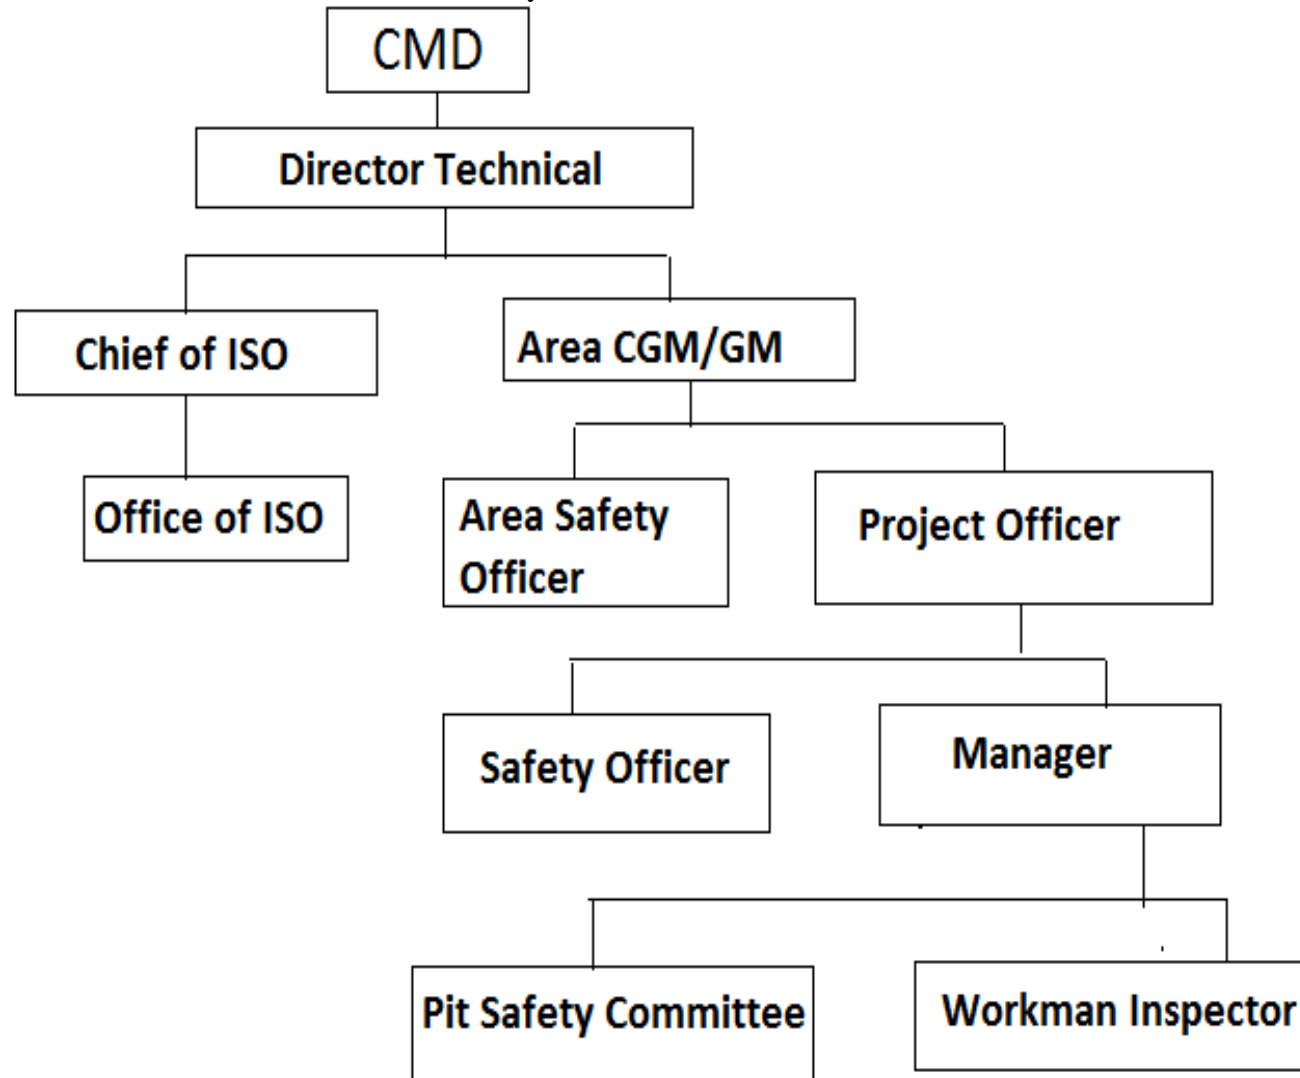 CMD
Director Technical
Chief of ISO
Area CGM/GM
Office of ISO
Area Safety
Officer
Project Officer
Safety Officer
Manager
Pit Safety Committee
Workman Inspector